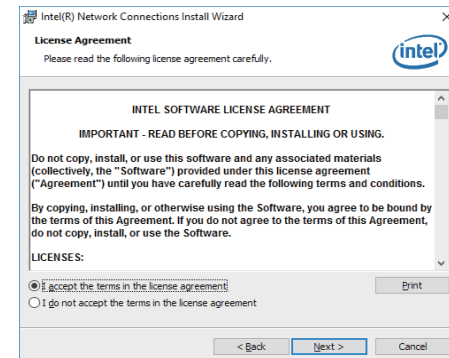 Intel(R) Network Connections Install Wizard
License Agreement
Please read the following license agreement carefully.
intel
INTEL SOFTWARE LICENSE AGREEMENT
IMPORTANT - READ BEFORE COPYING, INSTALLING OR USING.
Do not copy, install, or use this software and any associated materials
(collectively, the "Software") provided under this license agreement
("Agreement") until you have carefully read the following terms and conditions.
By copying, installing, or otherwise using the Software, you agree to be bound by
the terms of this Agreement. If you do not agree to the terms of this Agreement,
do not copy, install, or use the Software.
LICENSES:
I accept the terms in the license agreement
Print
I do not accept the terms in the license agreement
< Back
Next >
Cancel